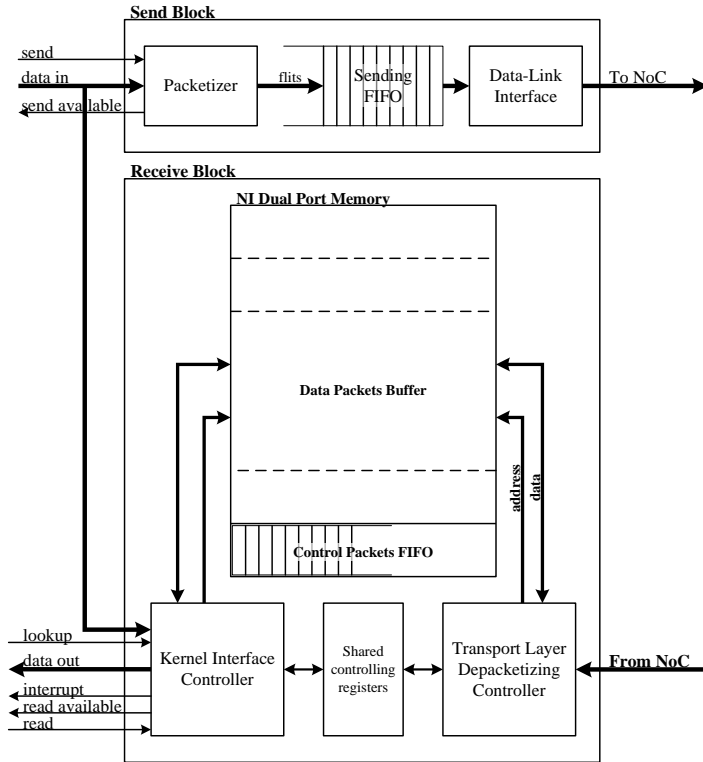 Send Block
send
data in
send available
Packetizer
flits
Sending
FIFO
Data-Link
Interface
To NoC
Receive Block
NI Dual Port Memory
Data Packets Buffer
address
data
Control Packets FIFO
lookup
data out
interrupt
read available
read
Kernel Interface
Controller
Shared
controlling
registers
Transport Layer
Depacketizing
Controller
From NoC